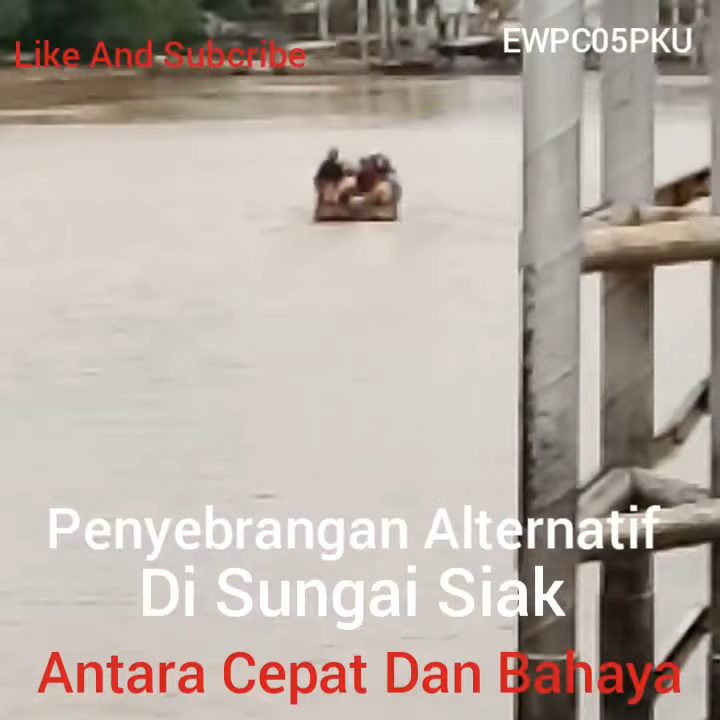 Like And Subcribe
EWPC05PKU
Penyebrangan Alternatif
Di Sungai Siak
Antara Cepat Dan Bahaya